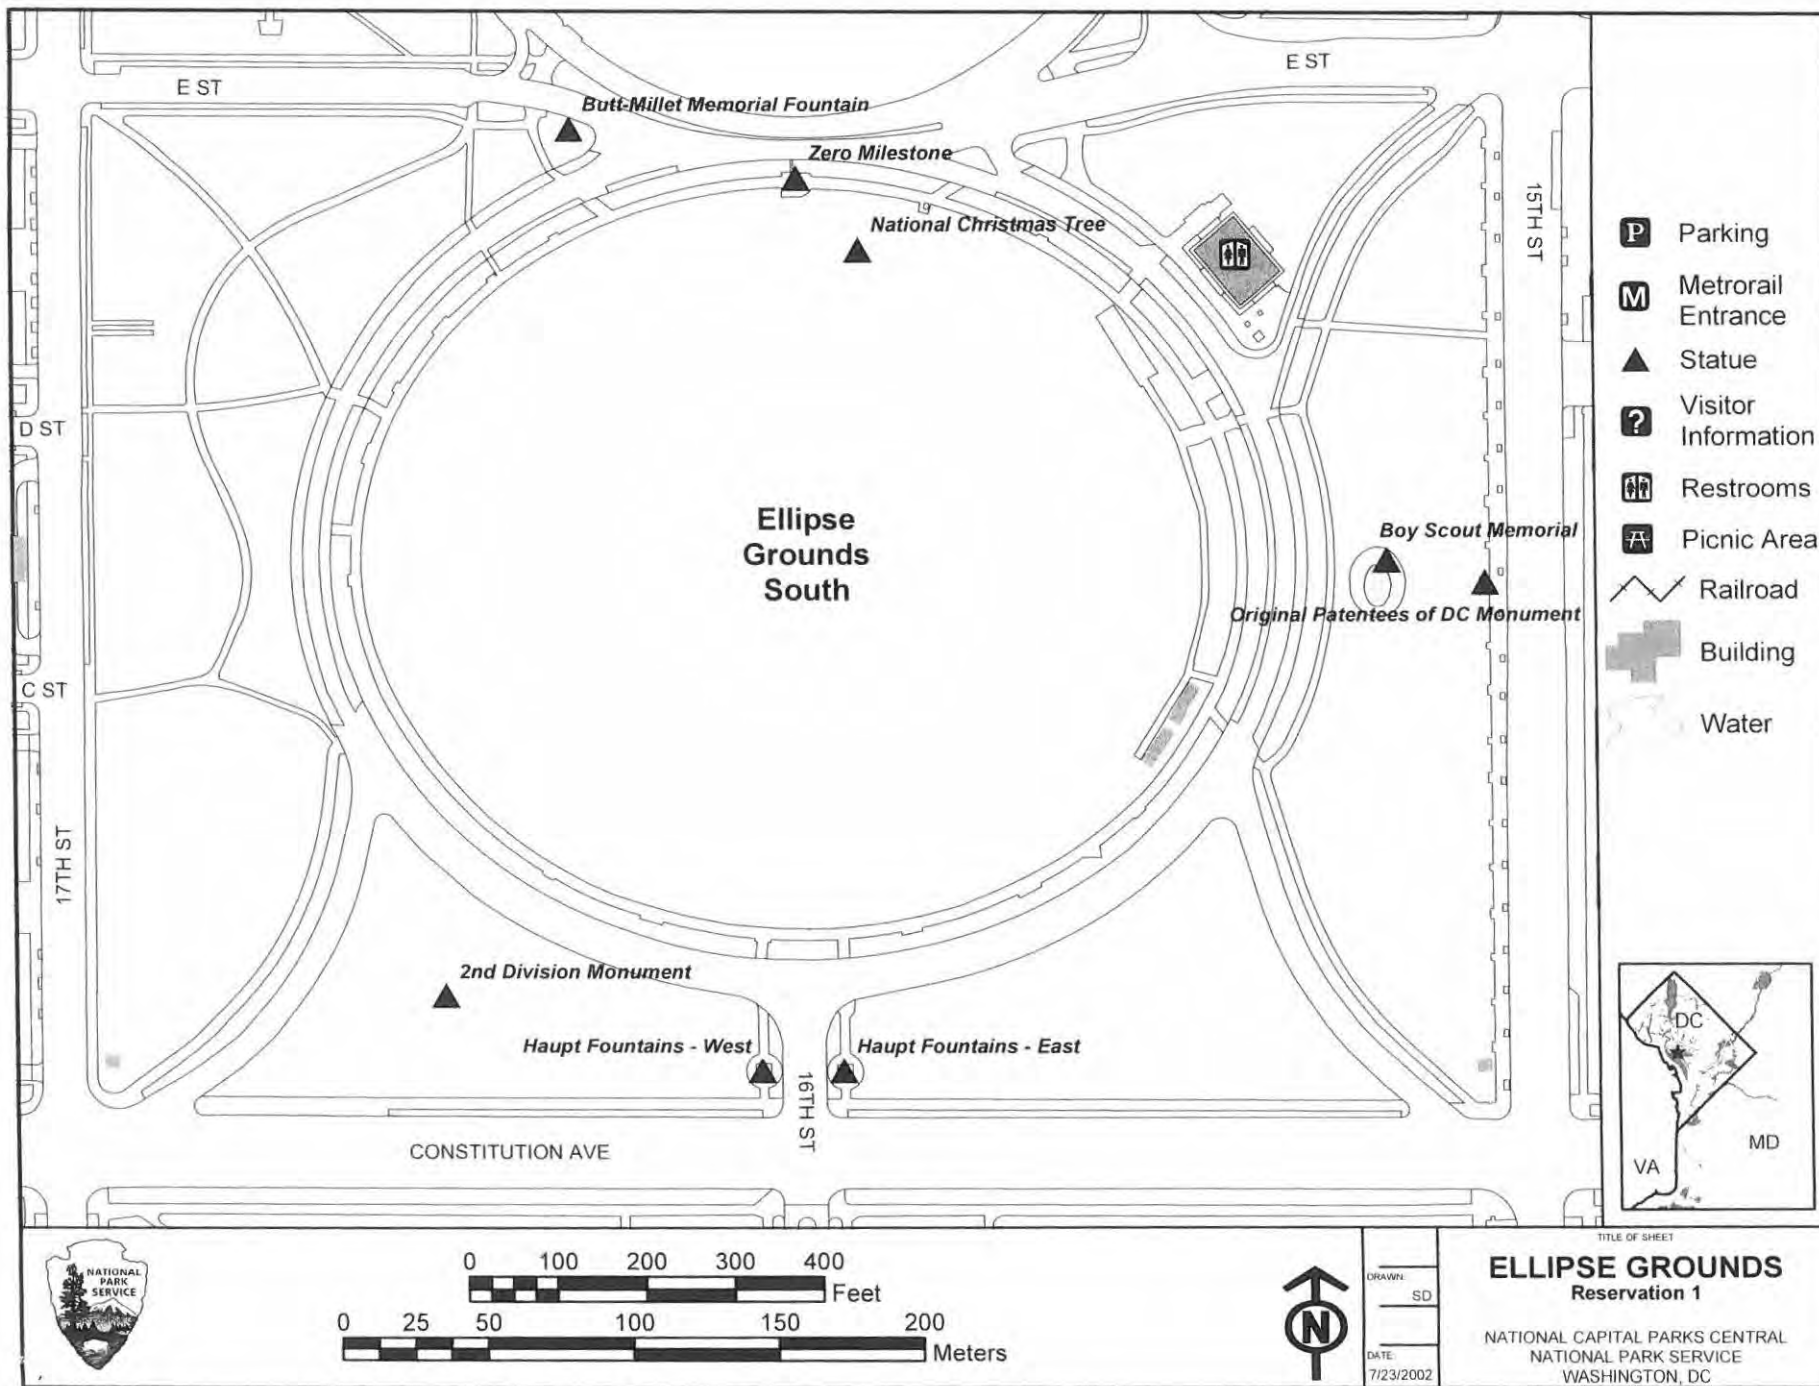 E ST
E ST
Butt-Millet Memorial Fountain
Zero Milestone
National Christmas Tree
15TH ST
D ST
Ellipse
Grounds
South
Boy Scout Memorial
Original Patentees of DC Monument
C ST
17TH ST
2nd Division Monument
Haupt Fountains - West
Haupt Fountains - East
16TH ST
CONSTITUTION AVE
P Parking
M Metrorail
Entrance
Statue
? Visitor
Information
Restrooms
Picnic Area
Railroad
Building
Water
DC
VA
MD
NATIONAL
PARK
SERVICE
0 100 200 300 400
Feet
0 25 50 100 150 200
Meters
N
DRAWN:
SD
DATE:
7/23/2002
TITLE OF SHEET
ELLIPSE GROUNDS
Reservation 1
NATIONAL CAPITAL PARKS CENTRAL
NATIONAL PARK SERVICE
WASHINGTON, DC